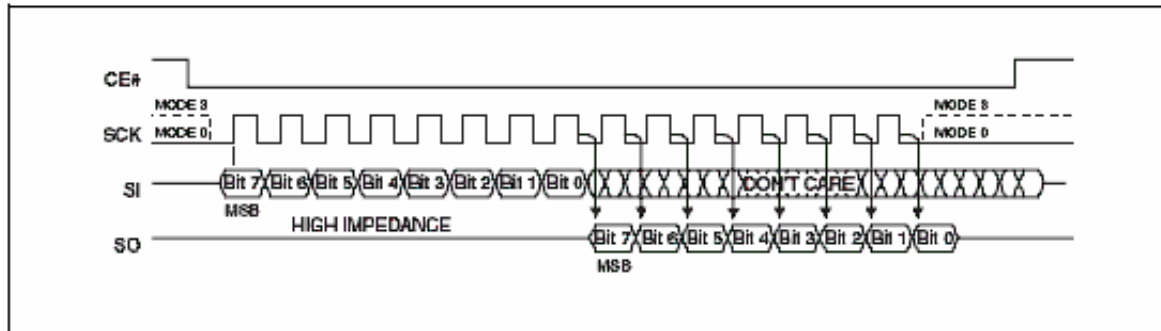 CE#
MODE 3 MODE 3
SCK MODE 0 MODE 0
SI Bit 7 Bit 6 Bit 5 Bit 4 Bit 3 Bit 2 Bit 1 Bit 0 DON'T CARE
MSB
HIGH IMPEDANCE
SO Bit 7 Bit 6 Bit 5 Bit 4 Bit 3 Bit 2 Bit 1 Bit 0
MSB